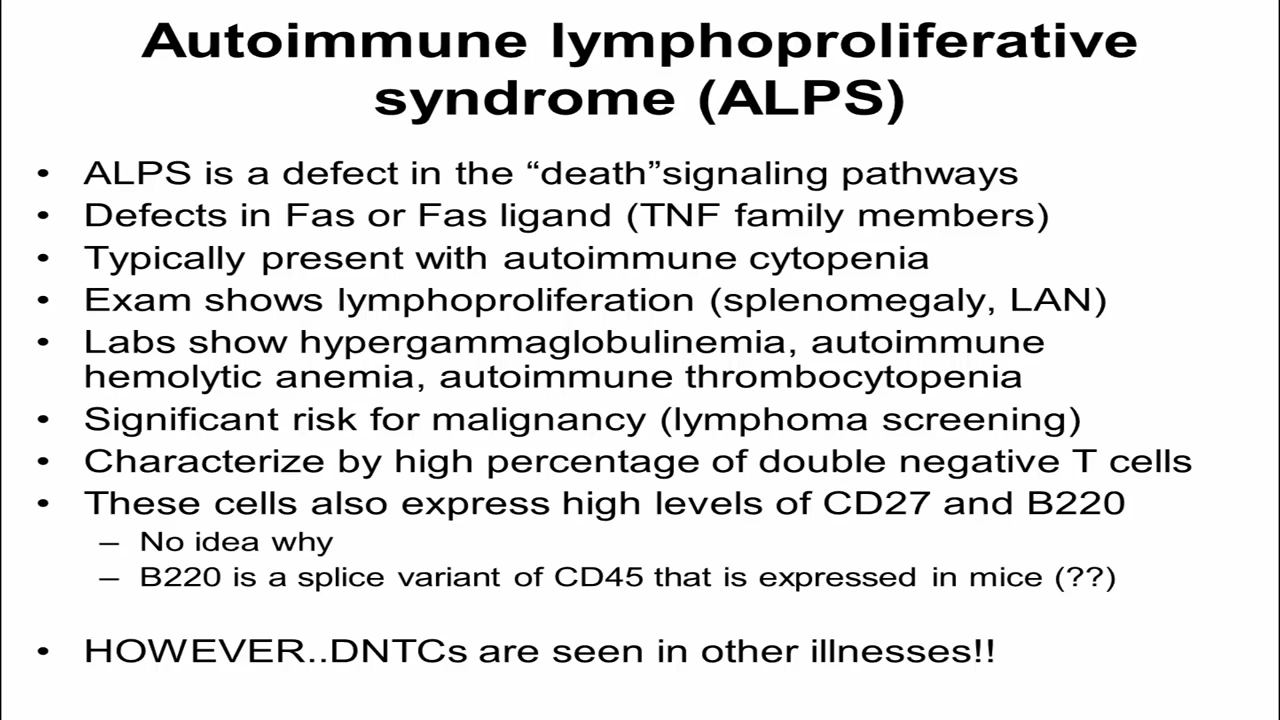 Autoimmune lymphoproliferative
syndrome (ALPS)
• ALPS is a defect in the “death”signaling pathways
• Defects in Fas or Fas ligand (TNF family members)
• Typically present with autoimmune cytopenia
• Exam shows lymphoproliferation (splenomegaly, LAN)
• Labs show hypergammaglobulinemia, autoimmune
hemolytic anemia, autoimmune thrombocytopenia
• Significant risk for malignancy (lymphoma screening)
• Characterize by high percentage of double negative T cells
• These cells also express high levels of CD27 and B220
– No idea why
– B220 is a splice variant of CD45 that is expressed in mice (??)
• HOWEVER..DNTCs are seen in other illnesses!!